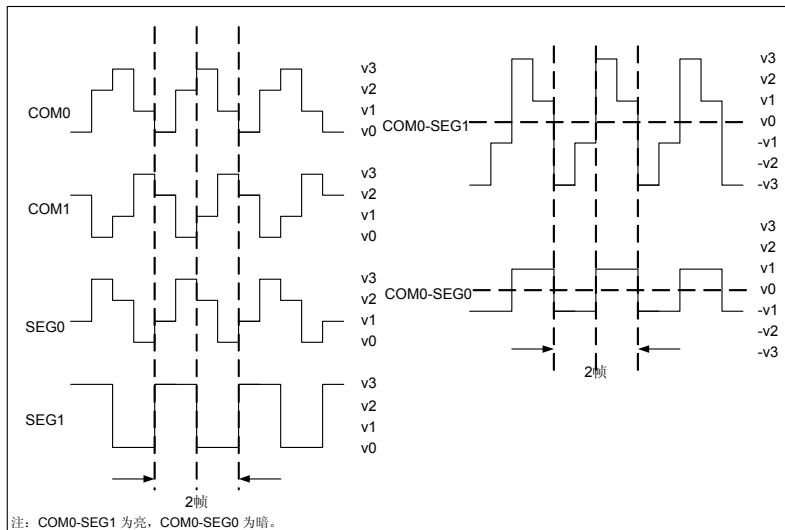 COM0
v3
v2
v1
v0
COM1
v3
v2
v1
v0
SEG0
v3
v2
v1
v0
SEG1
v3
v2
v1
v0
2帧
COM0-SEG1
v3
v2
v1
v0
-v1
-v2
-v3
COM0-SEG0
v3
v2
v1
v0
-v1
-v2
-v3
2帧
注：COM0-SEG1 为亮，COM0-SEG0 为暗。